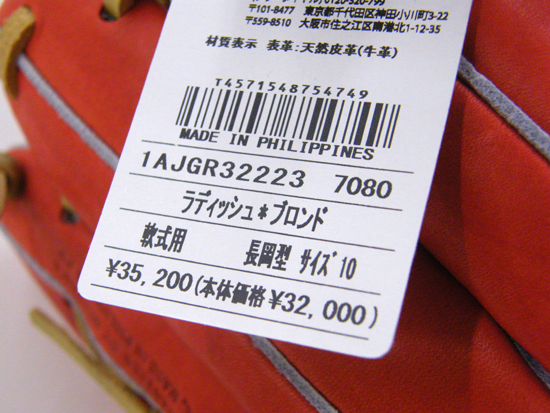 〒101-8477 東京都千代田区神田小川町3-22
〒559-8510 大阪市住之江区南港北1-12-35
材質表示 表革:天然皮革(牛革)
T4571548754749
MADE IN PHILIPPINES
1AJGR32223 7080
ラディッシュ*ブロンド
軟式用 長岡型 サイズ10
¥35,200(本体価格¥32,000)